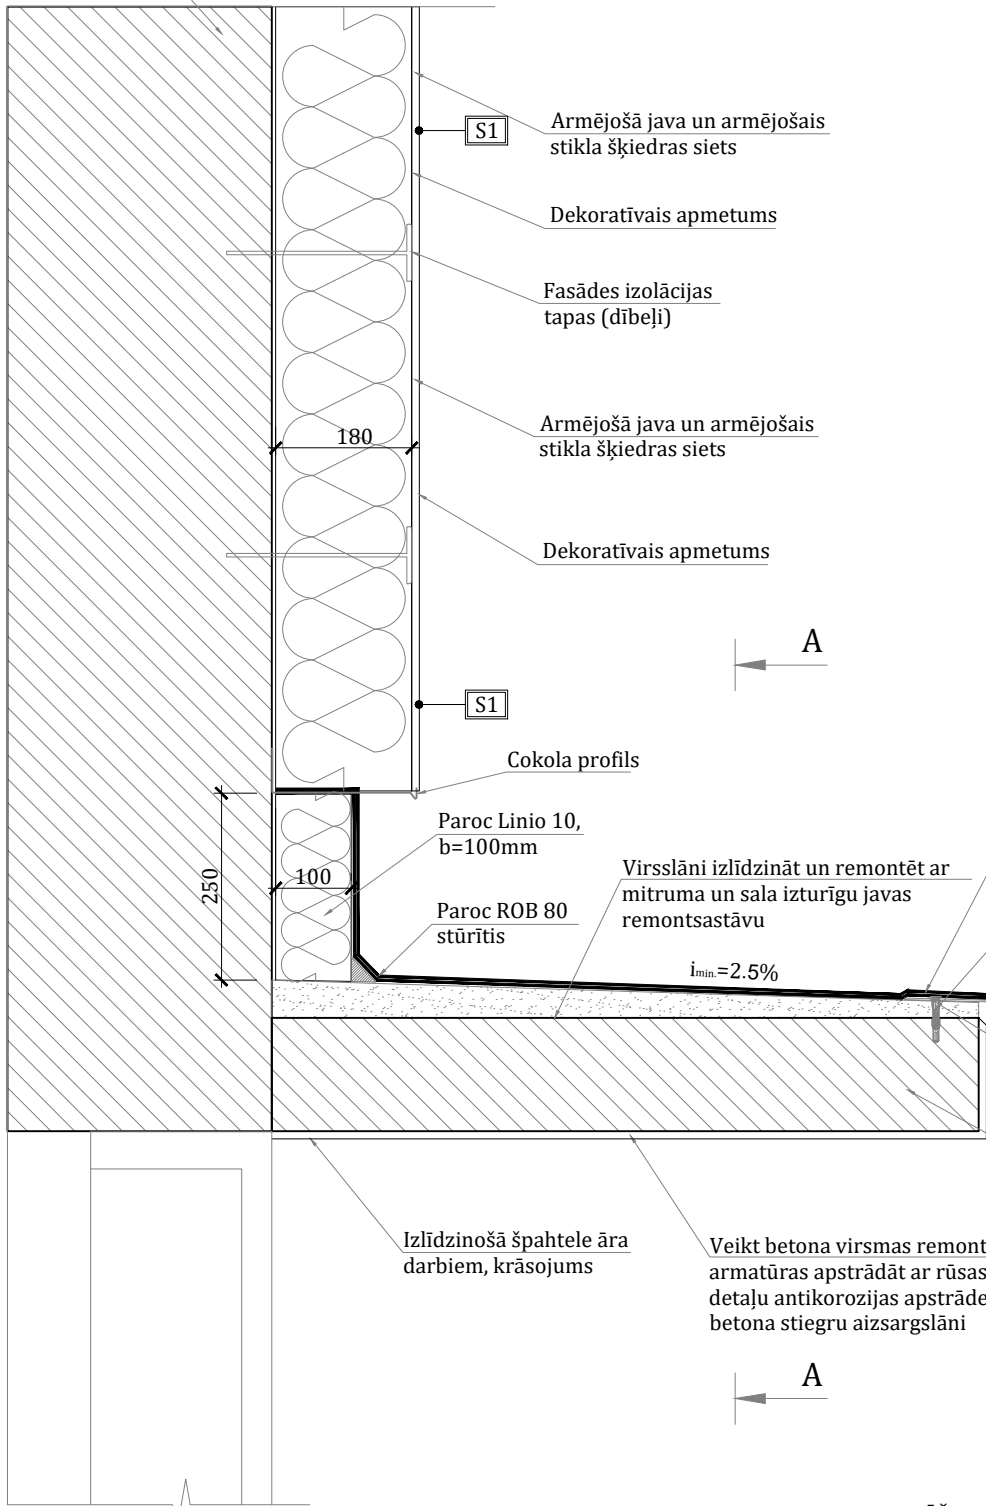 Armējošā java un armējošais
stikla šķiedras siets
S1
Dekoratīvais apmetums
Fasādes izolācijas
tapas (dībeļi)
Armējošā java un armējošais
stikla šķiedras siets
180
Dekoratīvais apmetums
A
S1
Cokola profils
Paroc Linio 10,
b=100mm
250
100
Virsslāni izlīdzināt un remontēt ar
mitruma un sala izturīgu javas
remontsastāvu
Paroc ROB 80
stūrītis
imin.=2.5%
Izlīdzinošā špahtele āra
darbiem, krāsojums
Veikt betona virsmas remont
armatūras apstrādāt ar rūsas
detaļu antikorozijas apstrāde
betona stiegru aizsargslāni
A